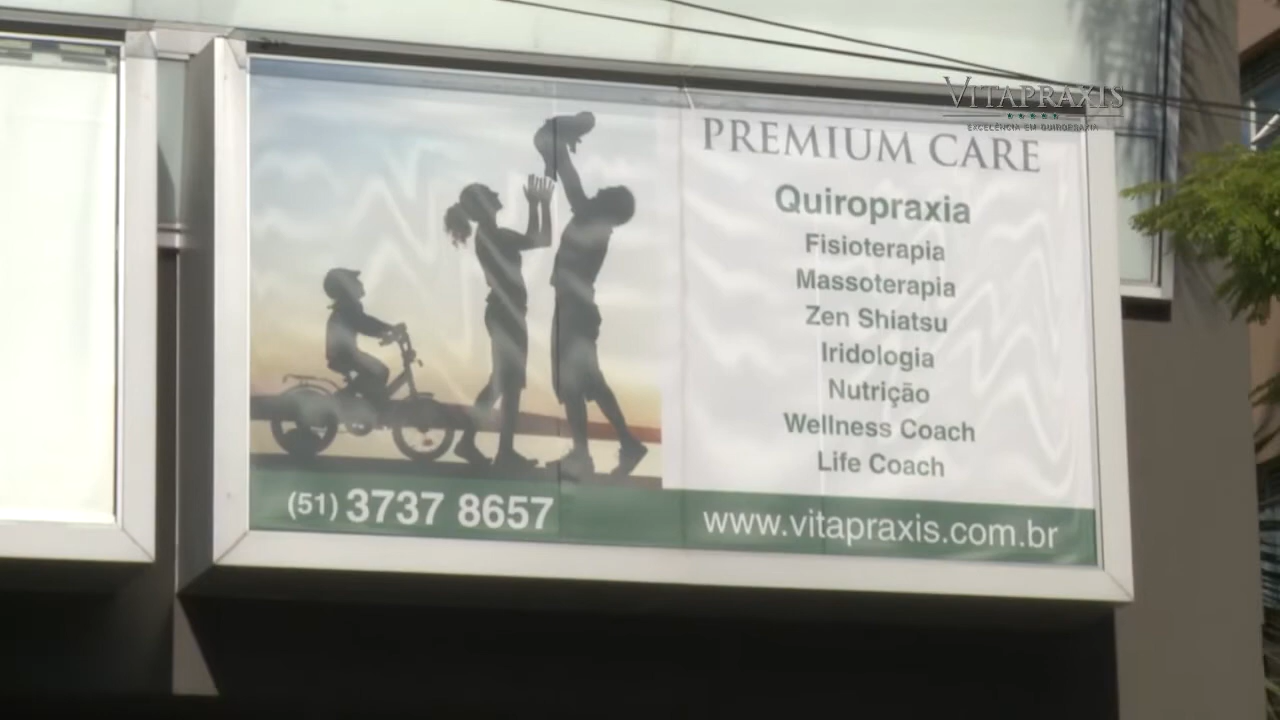 VITAPRAXIS
EXCELÊNCIA EM QUIROPRAXIA
PREMIUM CARE
Quiropraxia
Fisioterapia
Massoterapia
Zen Shiatsu
Iridologia
Nutrição
Wellness Coach
Life Coach
(51) 3737 8657
www.vitapraxis.com.br